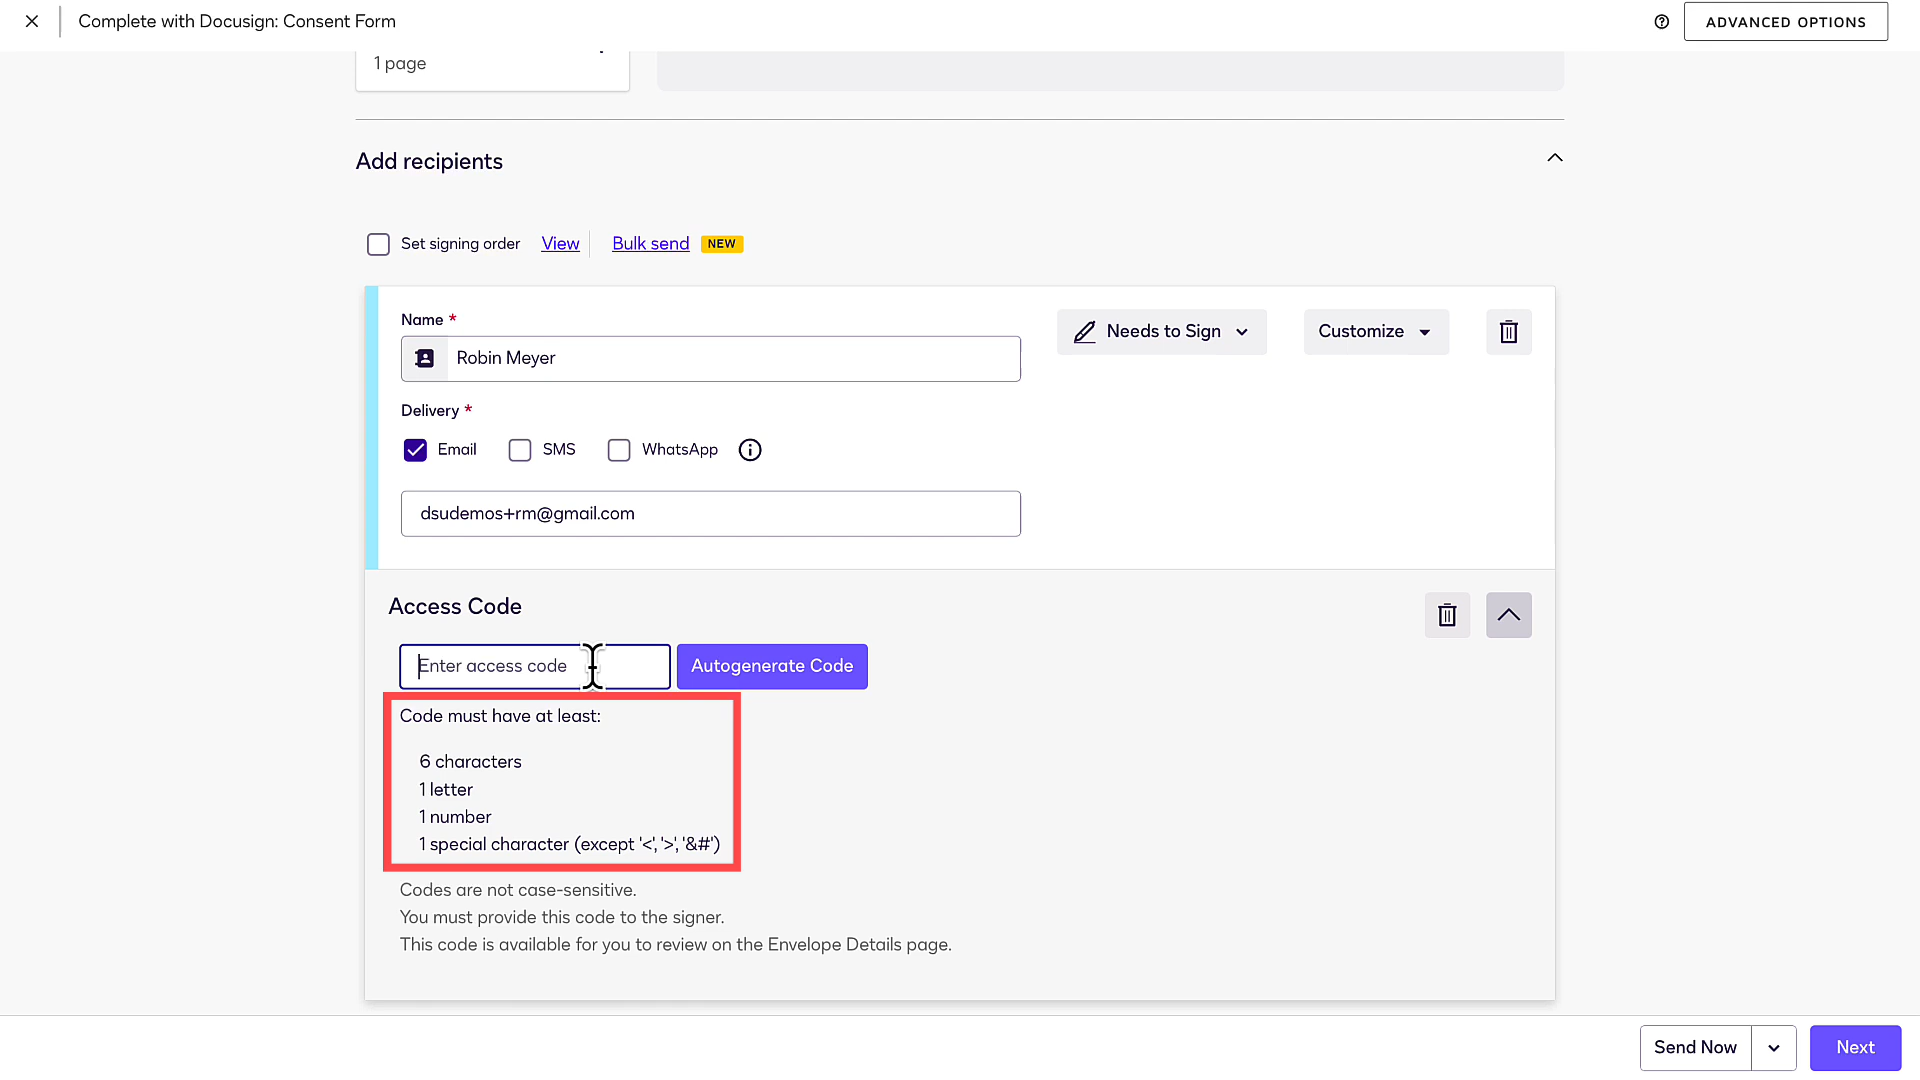 Complete with Docusign: Consent Form
ADVANCED OPTIONS
1 page
Add recipients
Set signing order View Bulk send NEW
Name *
Robin Meyer
Needs to Sign
Customize
Delivery *
Email SMS WhatsApp
dsudemos+rm@gmail.com
Access Code
Enter access code
Autogenerate Code
Code must have at least:
6 characters
1 letter
1 number
1 special character (except '<', '>', '&#')
Codes are not case-sensitive.
You must provide this code to the signer.
This code is available for you to review on the Envelope Details page.
Send Now
Next